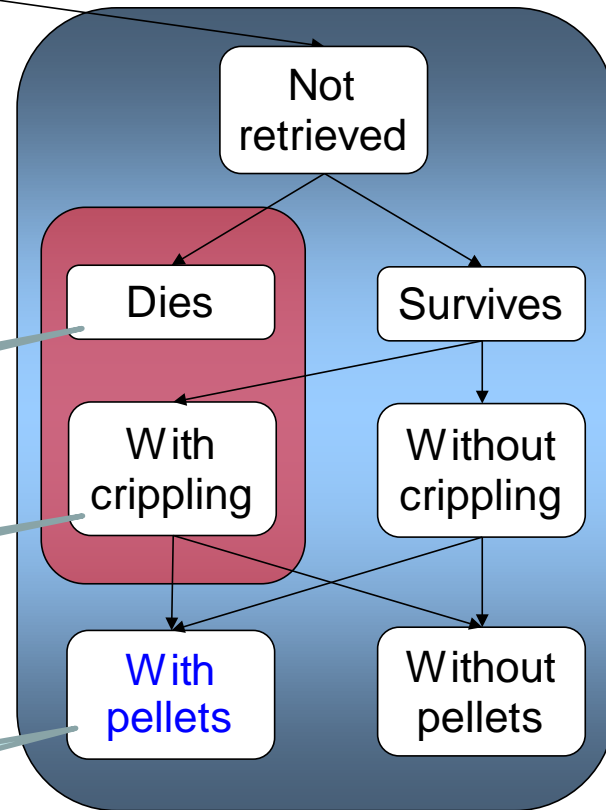 Not
retrieved
Dies
Survives
With
crippling
Without
crippling
With
pellets
Without
pellets